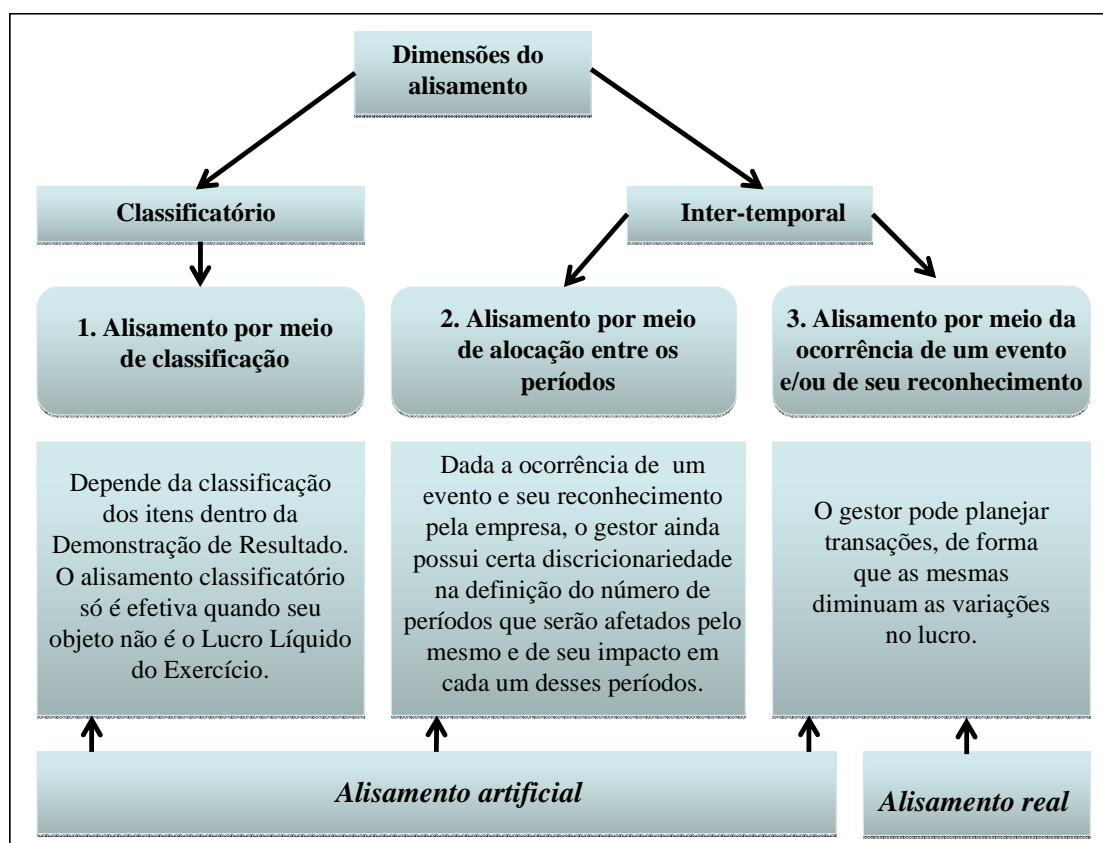 Dimensões do
alisamento
Classificatório
Inter-temporal
1. Alisamento por meio
de classificação
2. Alisamento por meio
de alocação entre os
períodos
3. Alisamento por meio da
ocorrência de um evento
e/ou de seu reconhecimento
Depende da classificação
dos itens dentro da
Demonstração de Resultado.
O alisamento classificatório
só é efetiva quando seu
objeto não é o Lucro Líquido
do Exercício.
Dada a ocorrência de um
evento e seu reconhecimento
pela empresa, o gestor ainda
possui certa discricionariedade
na definição do número de
períodos que serão afetados pelo
mesmo e de seu impacto em
cada um desses períodos.
O gestor pode planejar
transações, de forma
que as mesmas
diminuam as variações
no lucro.
Alisamento artificial
Alisamento real